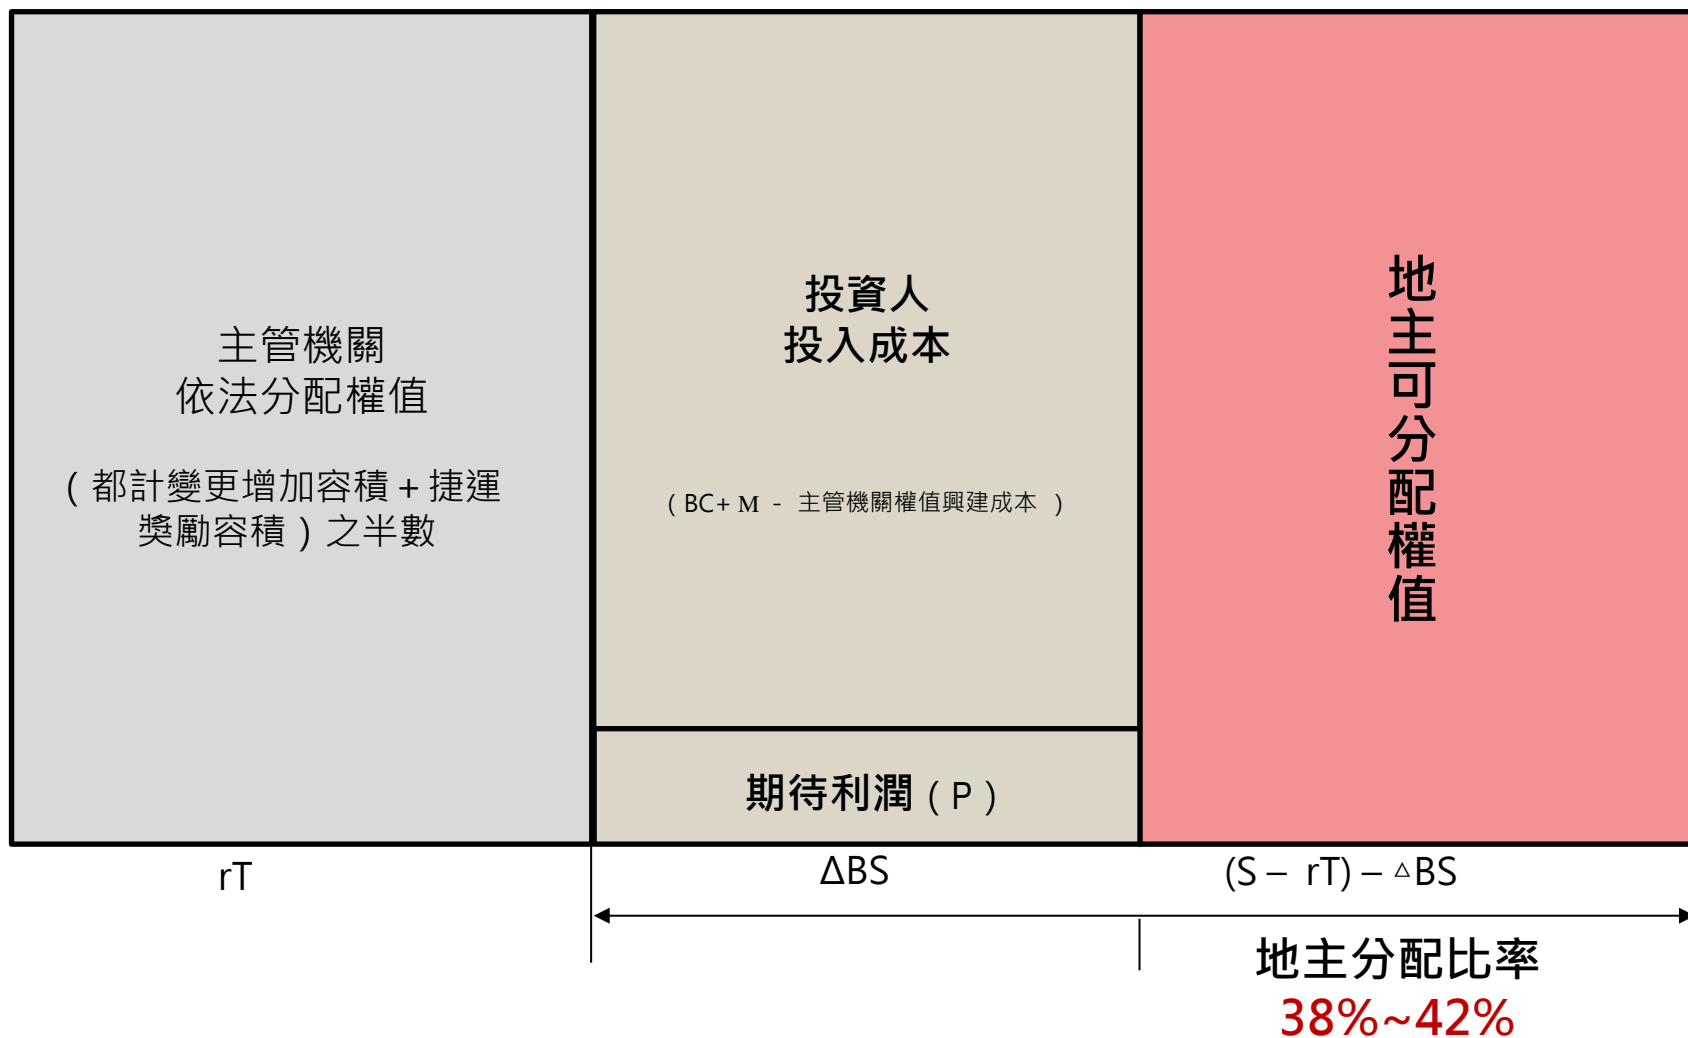 主管機關
依法分配權值
(都計變更增加容積+捷運
獎勵容積)之半數
投資人
投入成本
(BC+ M - 主管機關權值興建成本 )
期待利潤(P)
地主可分配權值
rT
ΔBS
(S – rT) – △BS
地主分配比率
38%~42%